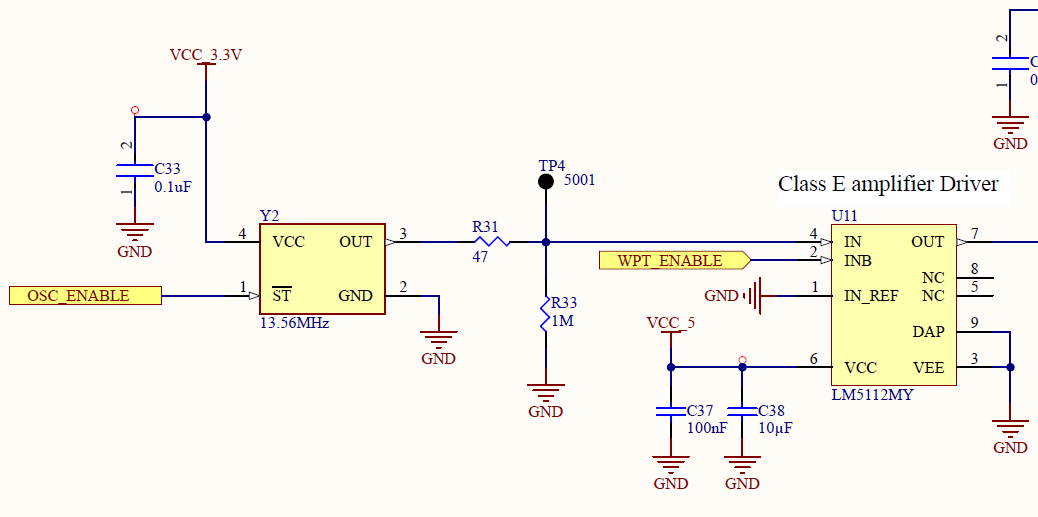 VCC_3.3V
2
C33
0.1uF
1
GND
OSC_ENABLE
Y2
4 VCC OUT 3
1 ST GND 2
13.56MHz
GND
R31
47
TP4
5001
R33
1M
GND
WPT_ENABLE
Class E amplifier Driver
U11
4 IN OUT 7
2 INB
NC 8
GND 1 IN_REF NC 5
DAP 9
6 VCC VEE 3
LM5112MY
VCC_5
C37
100nF
GND
C38
10µF
GND
2
C
0
1
GND
GND